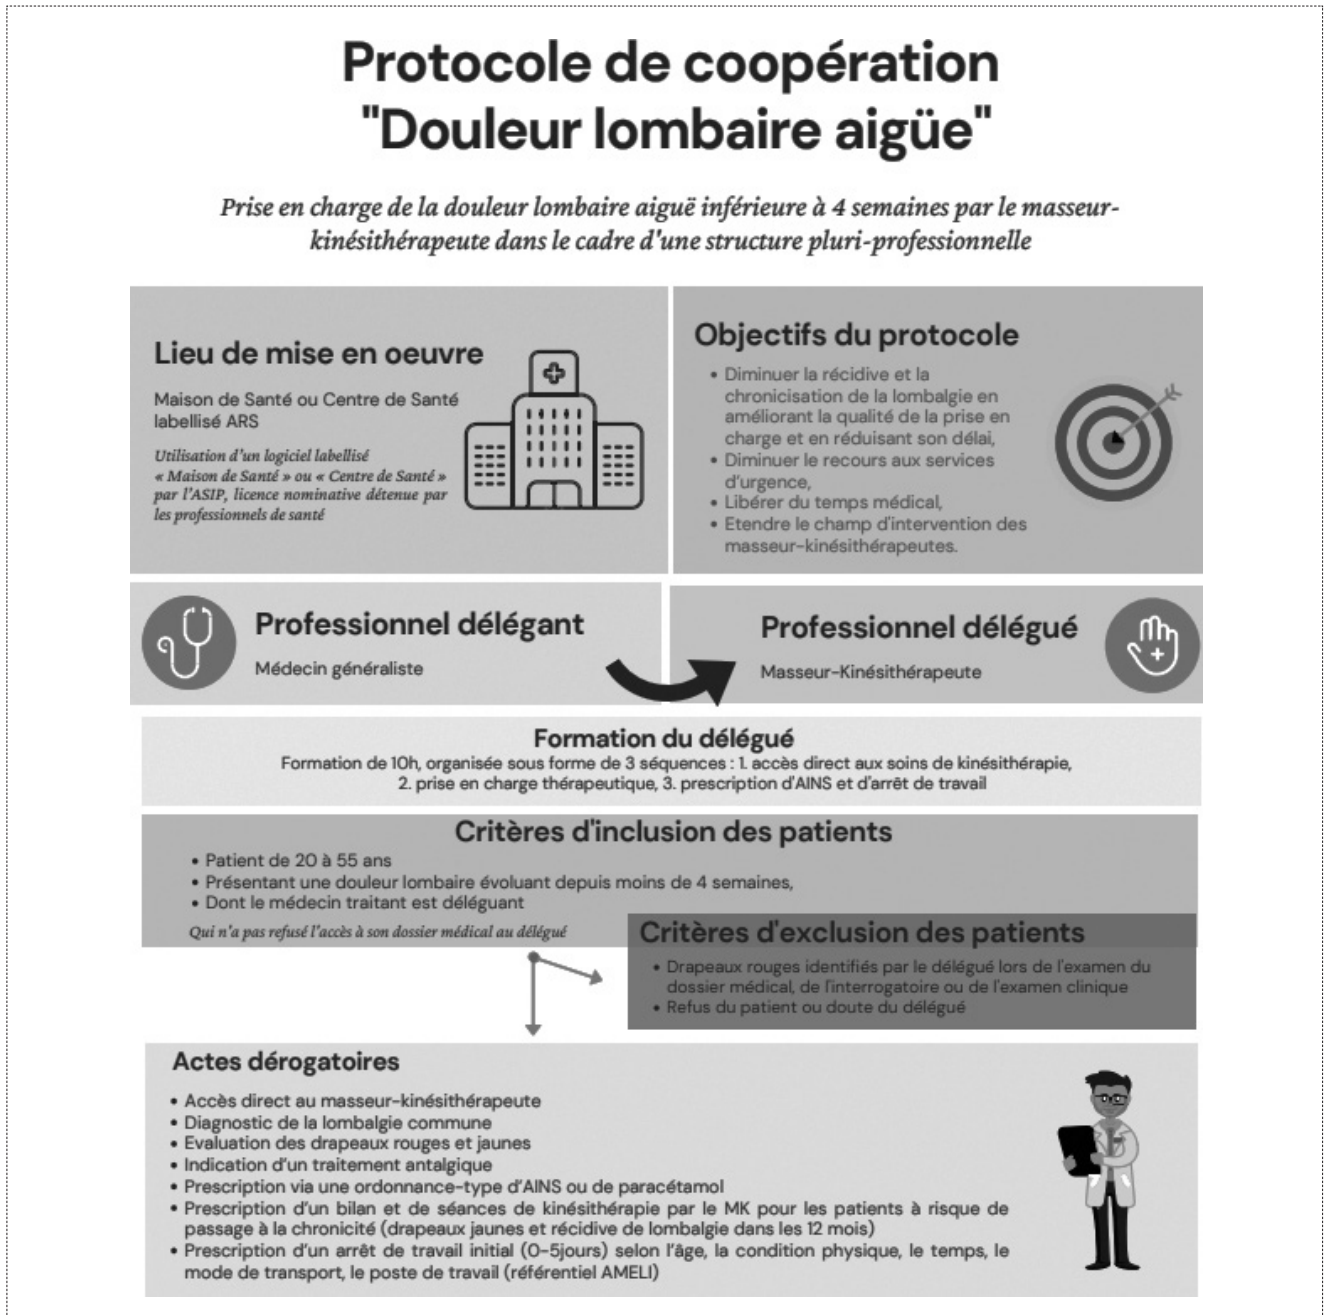 Protocole de coopération
"Douleur lombaire aigüe"
Prise en charge de la douleur lombaire aiguë inférieure à 4 semaines par le masseur-
kinésithérapeute dans le cadre d'une structure pluri-professionnelle
Lieu de mise en oeuvre
Maison de Santé ou Centre de Santé
labellisé ARS
Utilisation d'un logiciel labellisé
« Maison de Santé » ou « Centre de Santé »
par l'ASIP, licence nominative détenue par
les professionnels de santé
Objectifs du protocole
• Diminuer la récidive et la
chronicisation de la lombalgie en
améliorant la qualité de la prise en
charge et en réduisant son délai,
• Diminuer le recours aux services
d'urgence,
• Libérer du temps médical,
• Etendre le champ d'intervention des
masseur-kinésithérapeutes.
Professionnel délégant
Médecin généraliste
Professionnel délégué
Masseur-Kinésithérapeute
Formation du délégué
Formation de 10h, organisée sous forme de 3 séquences : 1. accès direct aux soins de kinésithérapie,
2. prise en charge thérapeutique, 3. prescription d'AINS et d'arrêt de travail
Critères d'inclusion des patients
• Patient de 20 à 55 ans
• Présentant une douleur lombaire évoluant depuis moins de 4 semaines,
• Dont le médecin traitant est déléguant
Qui n'a pas refusé l'accès à son dossier médical au délégué
Critères d'exclusion des patients
• Drapeaux rouges identifiés par le délégué lors de l'examen du
dossier médical, de l'interrogatoire ou de l'examen clinique
• Refus du patient ou doute du délégué
Actes dérogatoires
• Accès direct au masseur-kinésithérapeute
• Diagnostic de la lombalgie commune
• Evaluation des drapeaux rouges et jaunes
• Indication d'un traitement antalgique
• Prescription via une ordonnance-type d'AINS ou de paracétamol
• Prescription d'un bilan et de séances de kinésithérapie par le MK pour les patients à risque de
passage à la chronicité (drapeaux jaunes et récidive de lombalgie dans les 12 mois)
• Prescription d'un arrêt de travail initial (0-5jours) selon l'âge, la condition physique, le temps, le
mode de transport, le poste de travail (référentiel AMELI)